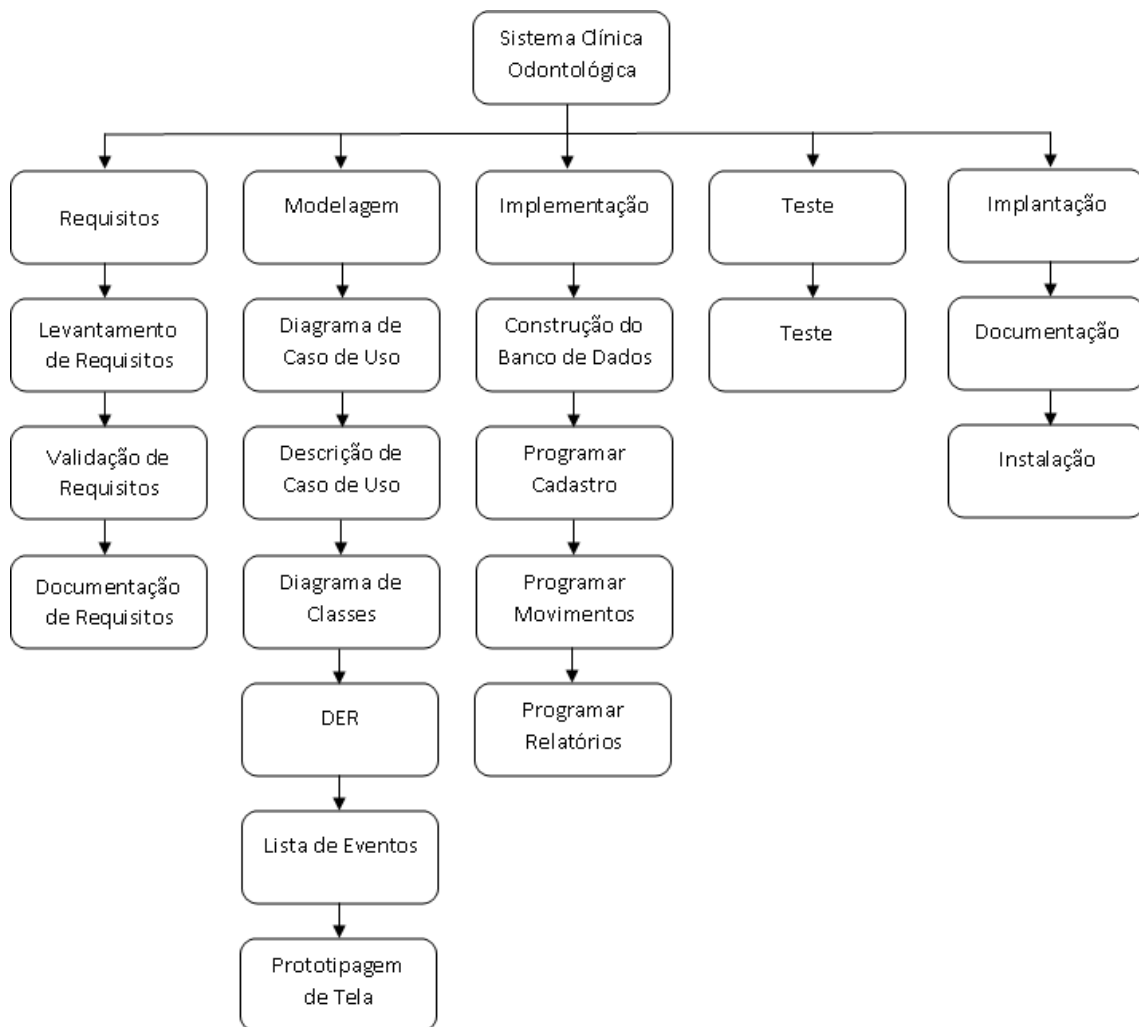 Sistema Clínica
Odontológica
Requisitos
Modelagem
Implementação
Teste
Implantação
Levantamento
de Requisitos
Diagrama de
Caso de Uso
Construção do
Banco de Dados
Teste
Documentação
Validação de
Requisitos
Descrição de
Caso de Uso
Programar
Cadastro
Instalação
Documentação
de Requisitos
Diagrama de
Classes
Programar
Movimentos
DER
Programar
Relatórios
Lista de Eventos
Prototipagem
de Tela